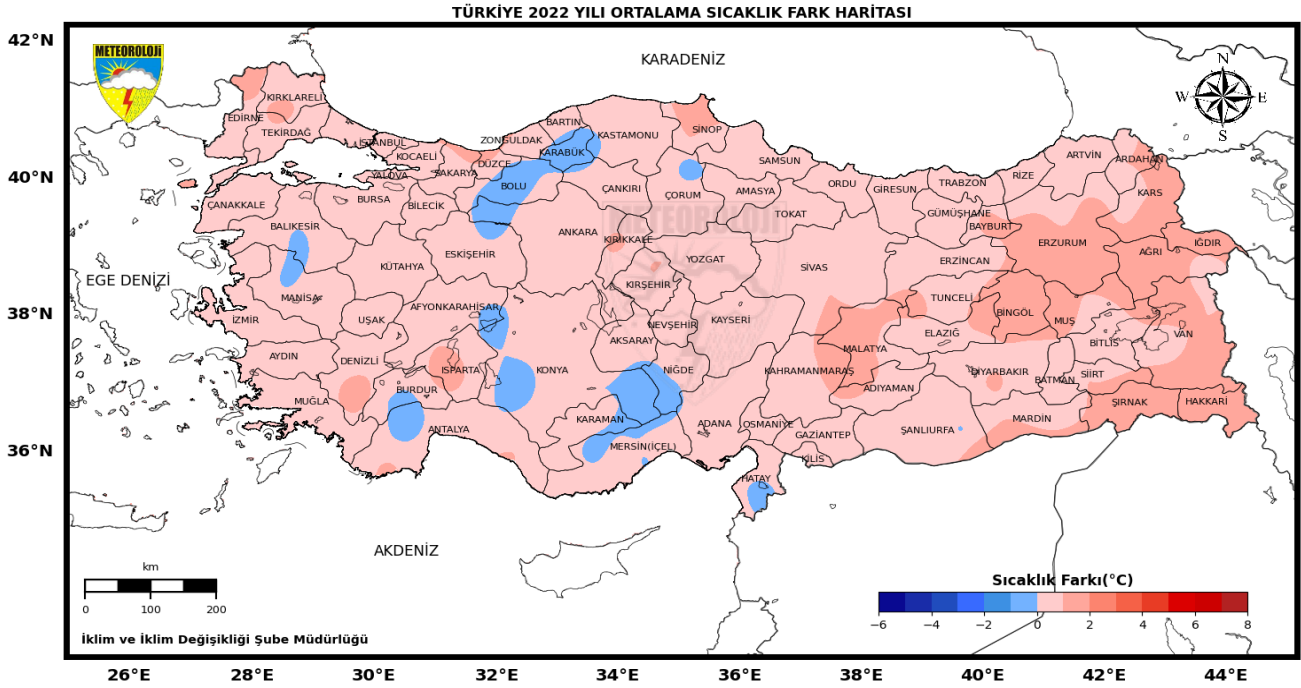 TÜRKİYE 2022 YILI ORTALAMA SICAKLIK FARK HARİTASI
42°N
40°N
38°N
36°N
METEOROLOJİ
KARADENİZ
N
W
E
S
KIRKLARELİ
EDİRNE
TEKİRDAĞ
İSTANBUL
KOCAELİ
YALOVA
SAKARYA
DÜZCE
ZONGULDAK
BARTIN
KARABÜK
KASTAMONU
SİNOP
BOLU
ÇANKIRI
ÇORUM
SAMSUN
AMASYA
TOKAT
ORDU
GİRESUN
TRABZON
RİZE
ARTVİN
ARDAHAN
KARS
GÜMÜŞHANE
BAYBURT
ERZURUM
AĞRI
IĞDIR
ERZİNCAN
ÇANAKKALE
BALIKESİR
BURSA
BİLECİK
ESKİŞEHİR
ANKARA
KIRIKKALE
METEOROLOJİ
YOZGAT
SİVAS
KÜTAHYA
KIRŞEHİR
EGE DENİZİ
MANİSA
İZMİR
UŞAK
AFYONKARAHİSAR
NEVŞEHİR
AKSARAY
KAYSERİ
TUNCELİ
ELAZIĞ
BİNGÖL
MUŞ
BİTLİS
VAN
AYDIN
DENİZLİ
ISPARTA
BURDUR
KONYA
NİĞDE
KAHRAMANMARAŞ
MALATYA
ADIYAMAN
DİYARBAKIR
BATMAN
SİİRT
ŞIRNAK
HAKKARİ
MARDİN
MUĞLA
ANTALYA
KARAMAN
MERSİN(İÇEL)
ADANA
OSMANİYE
GAZİANTEP
KİLİS
ŞANLIURFA
HATAY
AKDENİZ
km
0 100 200
İklim ve İklim Değişikliği Şube Müdürlüğü
Sıcaklık Farkı(°C)
−6 −4 −2 0 2 4 6 8
26°E 28°E 30°E 32°E 34°E 36°E 38°E 40°E 42°E 44°E